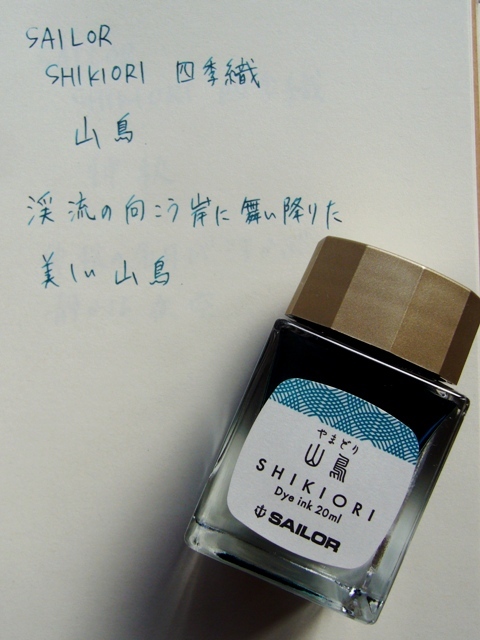 SAILOR
SHIKIORI 四季織
山鳥
渓流の向こう岸に舞い降りた
美しい山鳥
やまどり
山鳥
SHIKIORI
Dye ink 20ml
SAILOR